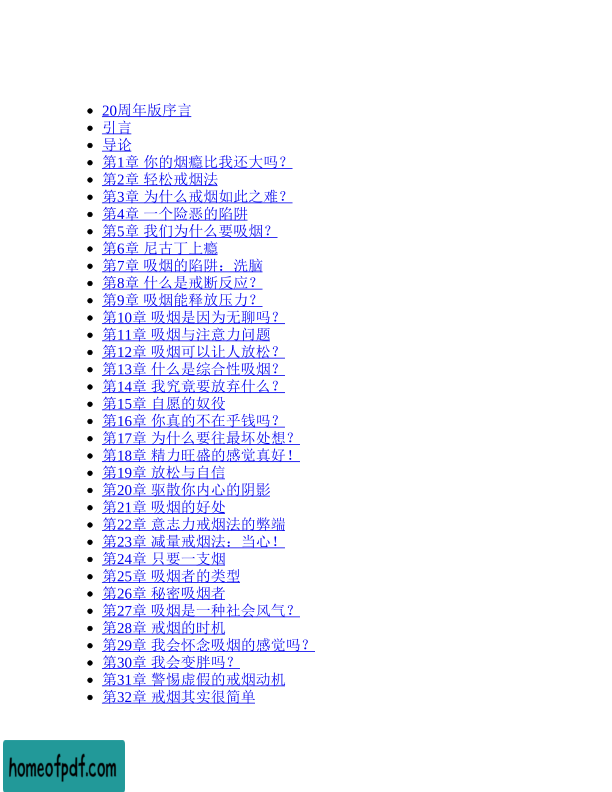 20周年版序言
引言
导论
第1章 你的烟瘾比我还大吗？
第2章 轻松戒烟法
第3章 为什么戒烟如此之难？
第4章 一个险恶的陷阱
第5章 我们为什么要吸烟？
第6章 尼古丁上瘾
第7章 吸烟的陷阱：洗脑
第8章 什么是戒断反应？
第9章 吸烟能释放压力？
第10章 吸烟是因为无聊吗？
第11章 吸烟与注意力问题
第12章 吸烟可以让人放松？
第13章 什么是综合性吸烟？
第14章 我究竟要放弃什么？
第15章 自愿的奴役
第16章 你真的不在乎钱吗？
第17章 为什么要往最坏处想？
第18章 精力旺盛的感觉真好！
第19章 放松与自信
第20章 驱散你内心的阴影
第21章 吸烟的好处
第22章 意志力戒烟法的弊端
第23章 减量戒烟法：当心！
第24章 只要一支烟
第25章 吸烟者的类型
第26章 秘密吸烟者
第27章 吸烟是一种社会风气？
第28章 戒烟的时机
第29章 我会怀念吸烟的感觉吗？
第30章 我会变胖吗？
第31章 警惕虚假的戒烟动机
第32章 戒烟其实很简单
homeofpdf.com